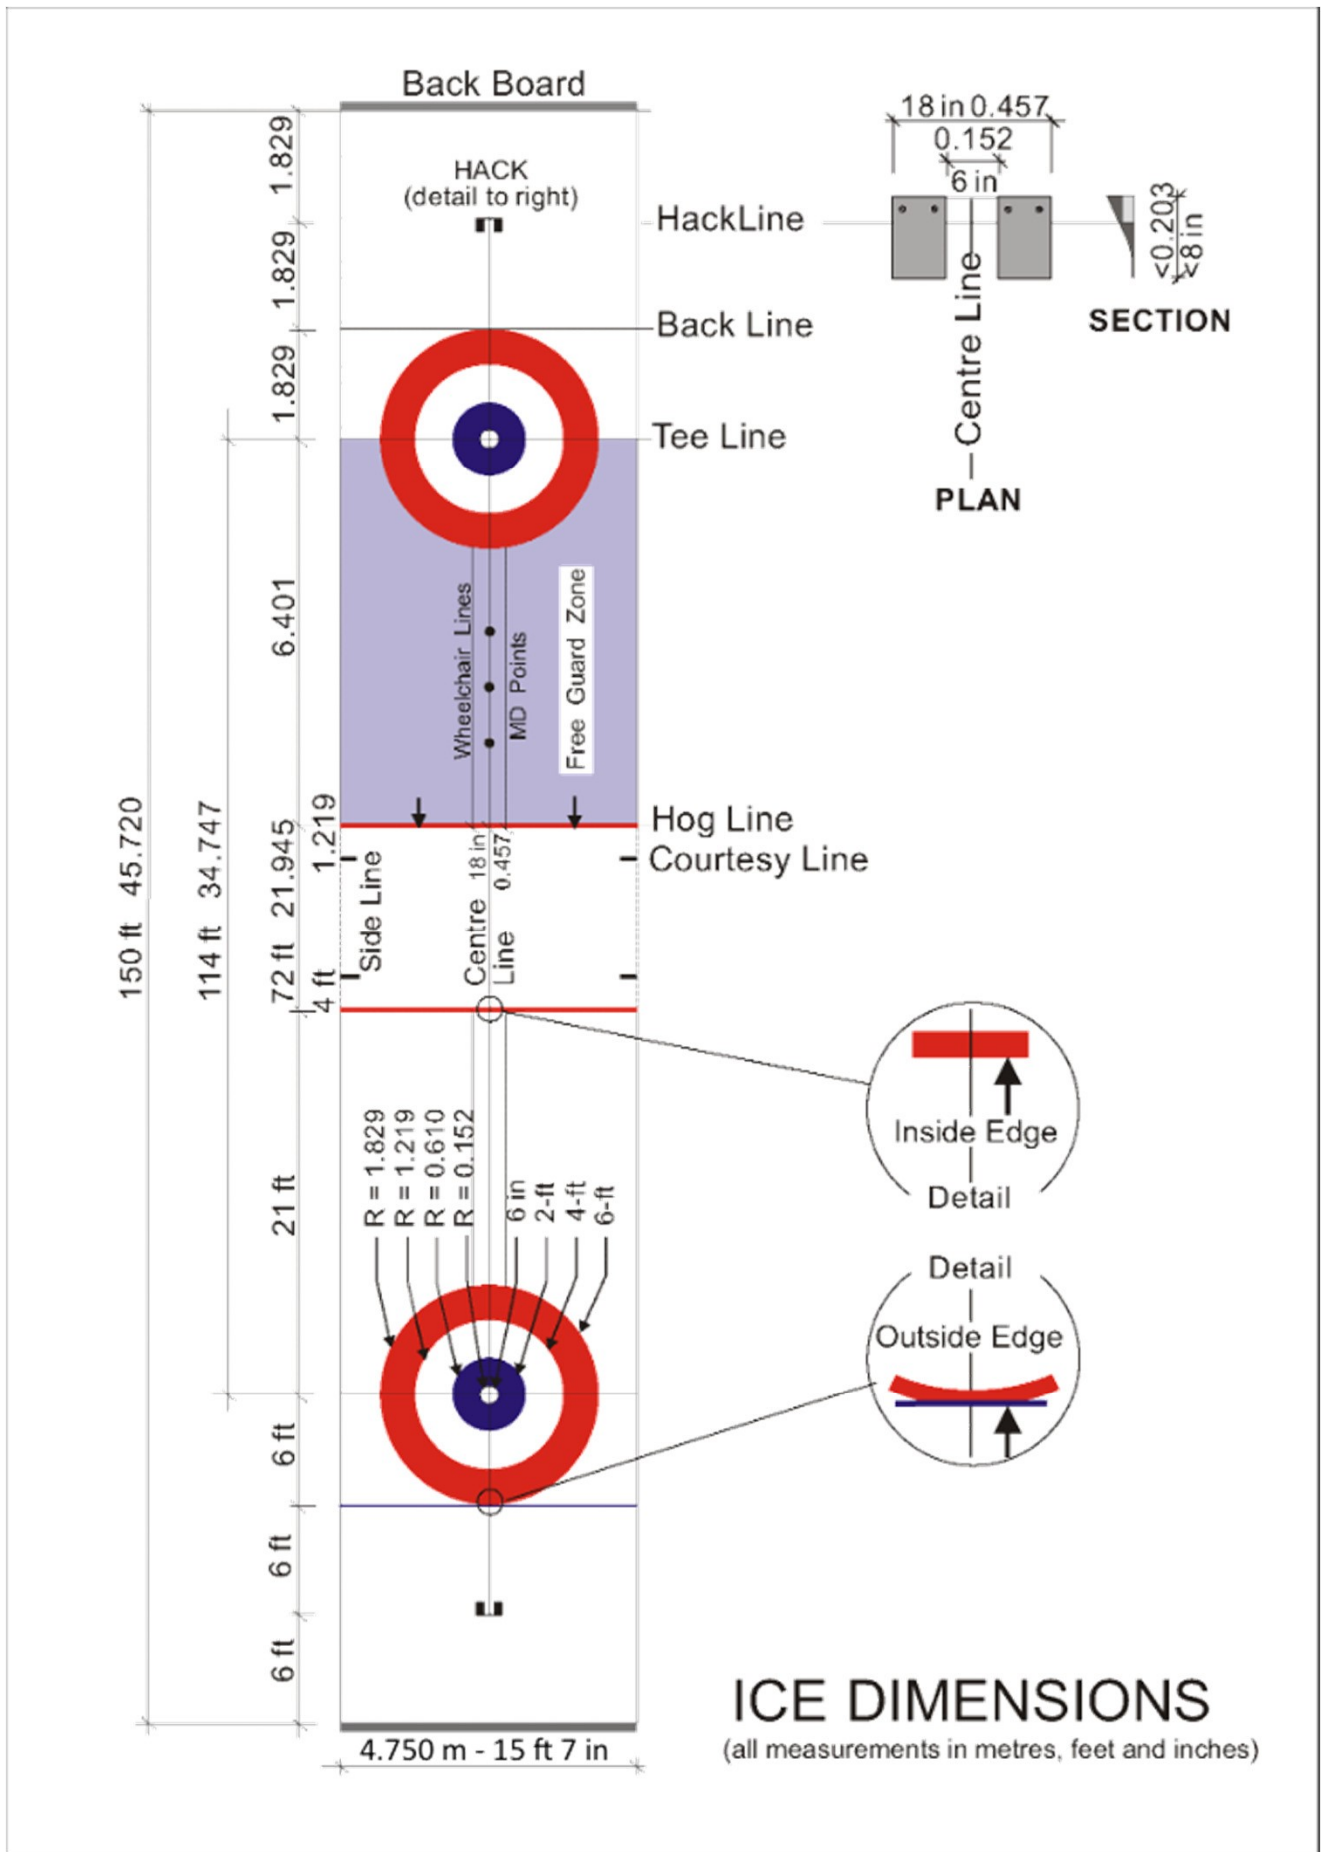 Back Board
18 in 0.457
0.152
6 in
1.829
HACK
(detail to right)
HackLine
<0.203
<8 in
1.829
Back Line
Centre Line
SECTION
1.829
Tee Line
PLAN
6.401
Wheelchair Lines
MD Points
Free Guard Zone
Hog Line
Courtesy Line
150 ft 45.720
114 ft 34.747
72 ft 21.945
4 ft 1.219
Side Line
Centre
Line
18 in
0.457
Inside Edge
Detail
21 ft
R = 1.829
R = 1.219
R = 0.610
R = 0.152
6 in
2-ft
4-ft
6-ft
Detail
Outside Edge
6 ft
6 ft
6 ft
ICE DIMENSIONS
(all measurements in metres, feet and inches)
4.750 m - 15 ft 7 in